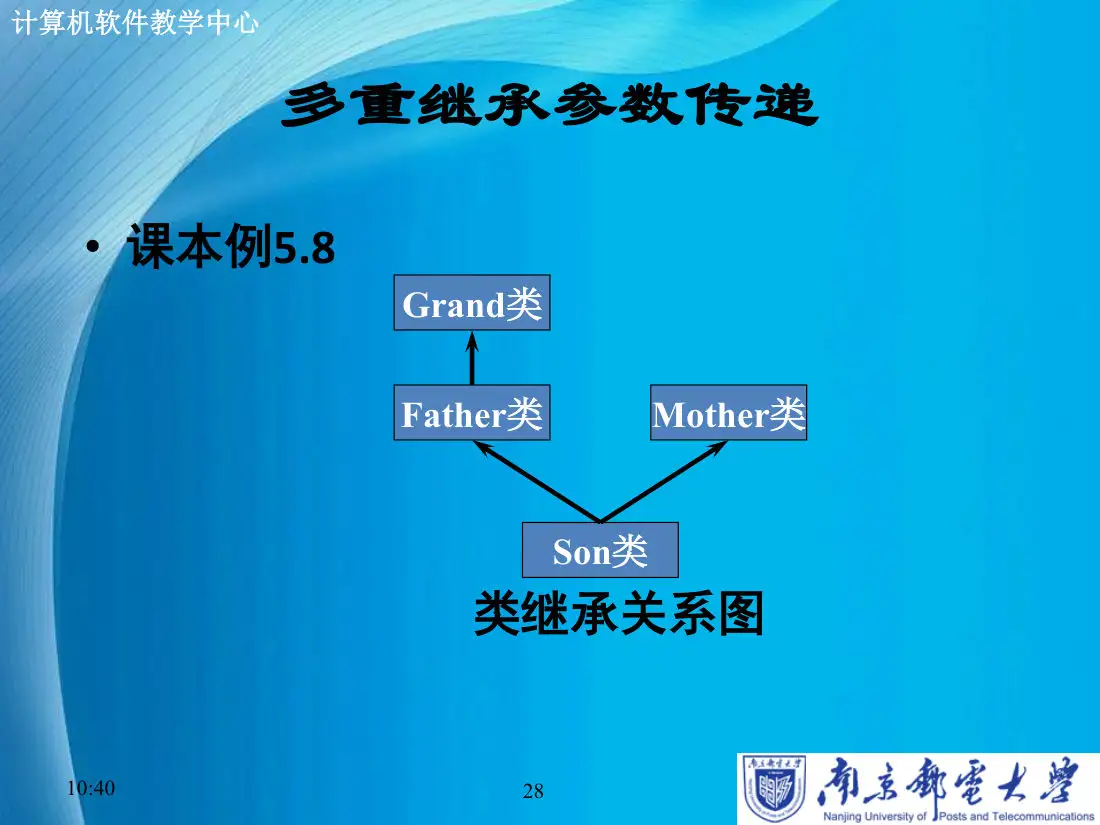 计算机软件教学中心
多重继承参数传递
• 课本例5.8
Grand类
Father类 Mother类
Son类
类继承关系图
10:40
28
南京邮电大学
Nanjing University of Posts and Telecommunications